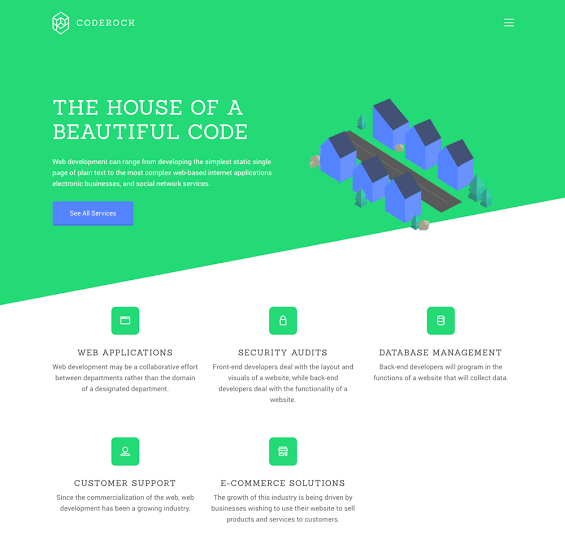 CODEROCK
THE HOUSE OF A
BEAUTIFUL CODE
Web development can range from developing the simplest static single
page of plain text to the most complex web-based internet applications
electronic businesses, and social network services.
See All Services
WEB APPLICATIONS
Web development may be a collaborative effort
between departments rather than the domain
of a designated department.
SECURITY AUDITS
Front-end developers deal with the layout and
visuals of a website, while back-end
developers deal with the functionality of a
website.
DATABASE MANAGEMENT
Back-end developers will program in the
functions of a website that will collect data.
CUSTOMER SUPPORT
Since the commercialization of the web, web
development has been a growing industry.
E-COMMERCE SOLUTIONS
The growth of this industry is being driven by
businesses wishing to use their website to sell
products and services to customers.